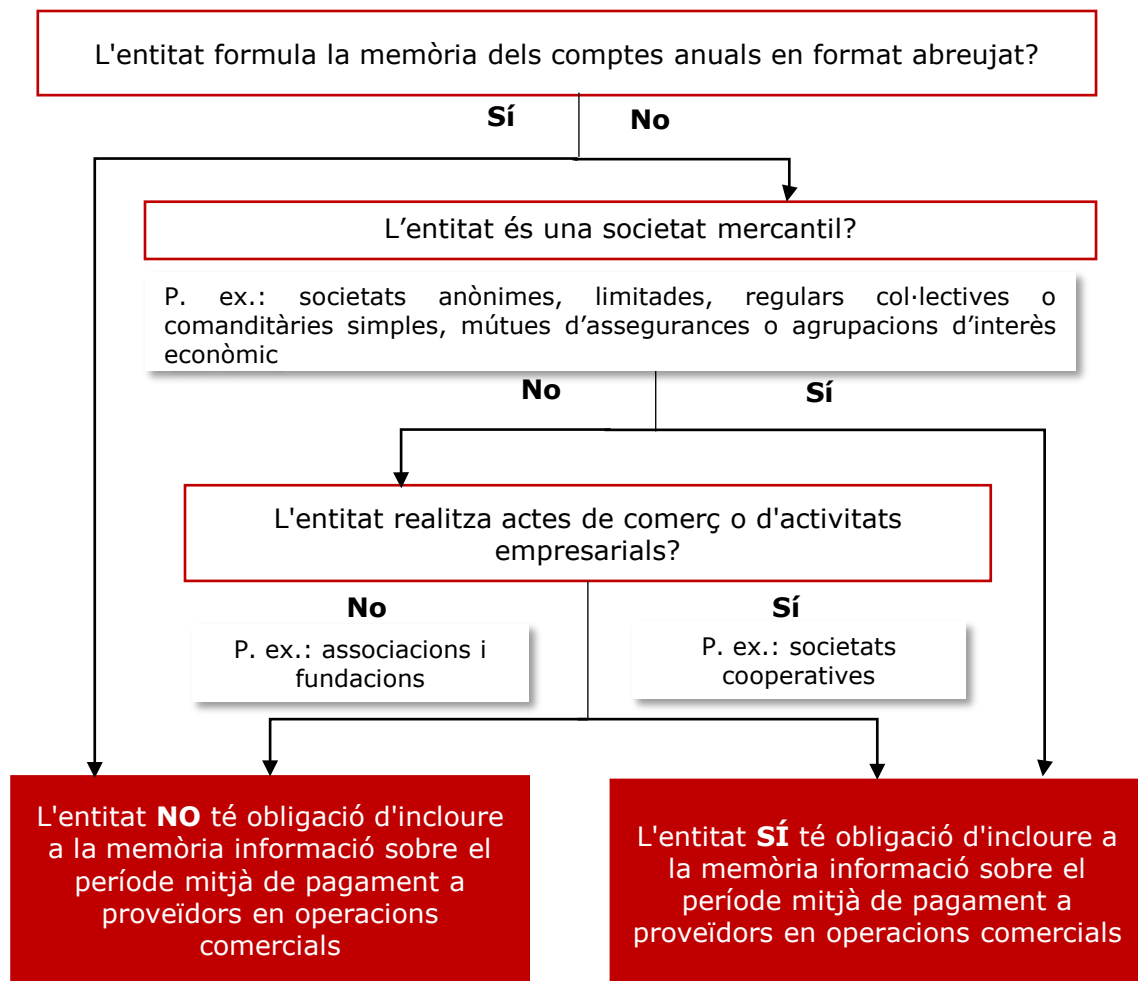 L'entitat formula la memòria dels comptes anuals en format abreujat?
Sí
No
L’entitat és una societat mercantil?
P. ex.: societats anònimes, limitades, regulars col·lectives o
comanditàries simples, mútues d’assegurances o agrupacions d’interès
econòmic
No
Sí
L'entitat realitza actes de comerç o d'activitats
empresarials?
No
Sí
P. ex.: associacions i
fundacions
P. ex.: societats
cooperatives
L'entitat NO té obligació d'incloure
a la memòria informació sobre el
període mitjà de pagament a
proveïdors en operacions
comercials
L'entitat SÍ té obligació d'incloure a
la memòria informació sobre el
període mitjà de pagament a
proveïdors en operacions comercials